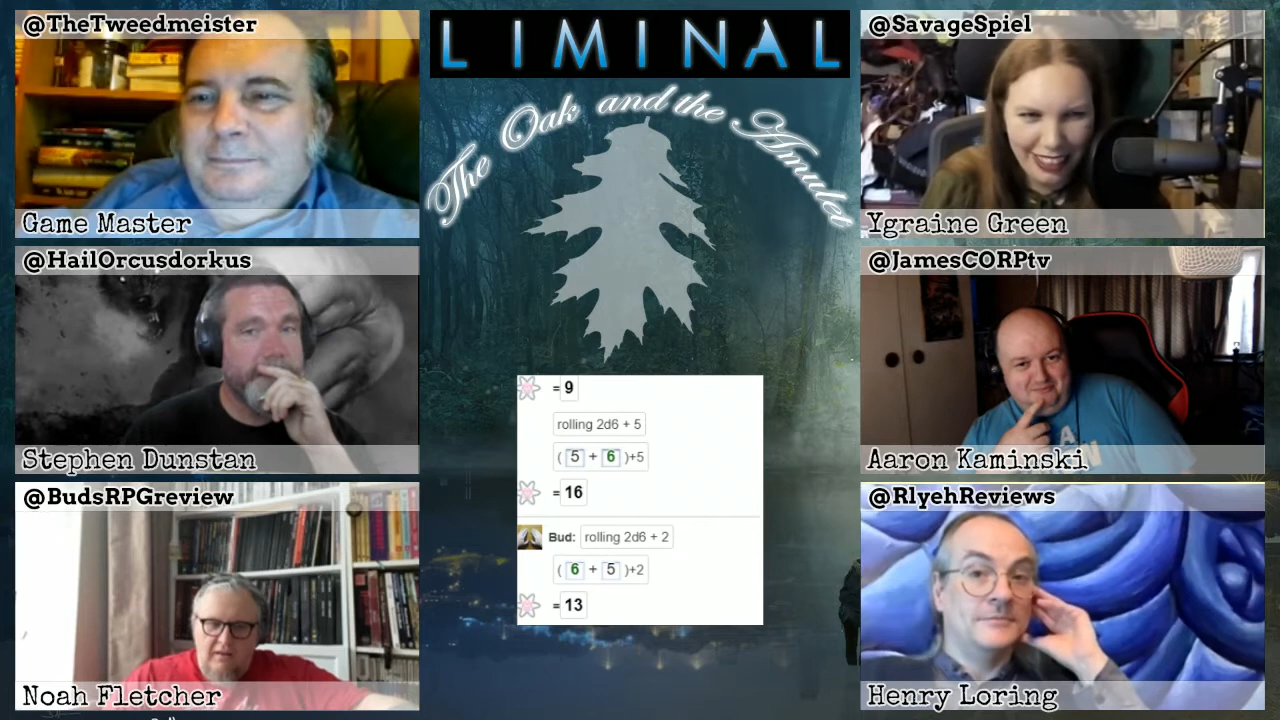 @TheTweedmeister
Game Master
LIMINAL
The Oak and the Amulet
@SavageSpiel
Ygraine Green
@HailOrcusdorkus
Stephen Dunstan
@JamesCORPtv
Aaron Kaminski
= 9
rolling 2d6 + 5
( 5 + 6 )+5
= 16
Bud: rolling 2d6 + 2
( 6 + 5 )+2
= 13
@BudsRPGreview
Noah Fletcher
@RlyehReviews
Henry Loring